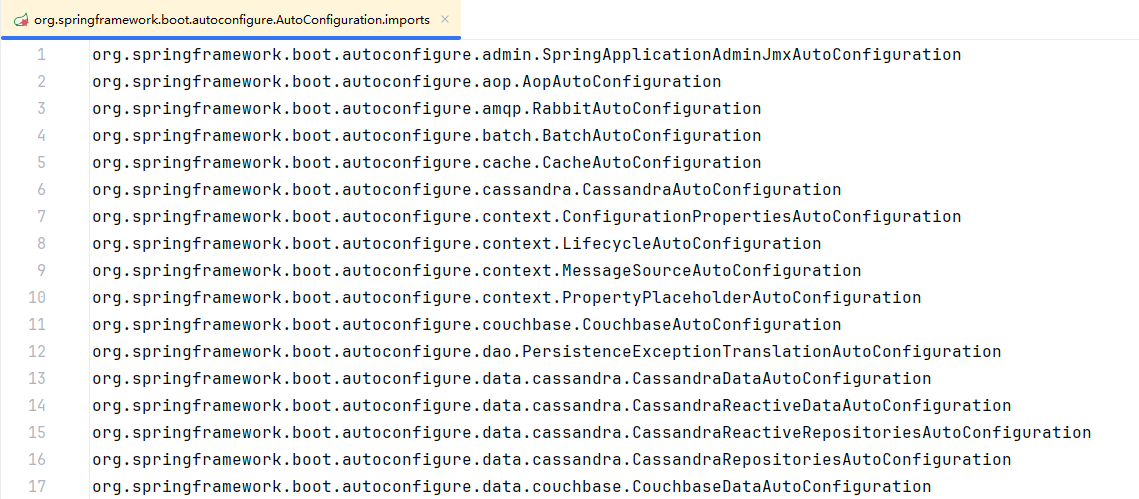 org.springframework.boot.autoconfigure.AutoConfiguration.imports
1 org.springframework.boot.autoconfigure.admin.SpringApplicationAdminJmxAutoConfiguration
2 org.springframework.boot.autoconfigure.aop.AopAutoConfiguration
3 org.springframework.boot.autoconfigure.amqp.RabbitAutoConfiguration
4 org.springframework.boot.autoconfigure.batch.BatchAutoConfiguration
5 org.springframework.boot.autoconfigure.cache.CacheAutoConfiguration
6 org.springframework.boot.autoconfigure.cassandra.CassandraAutoConfiguration
7 org.springframework.boot.autoconfigure.context.ConfigurationPropertiesAutoConfiguration
8 org.springframework.boot.autoconfigure.context.LifecycleAutoConfiguration
9 org.springframework.boot.autoconfigure.context.MessageSourceAutoConfiguration
10 org.springframework.boot.autoconfigure.context.PropertyPlaceholderAutoConfiguration
11 org.springframework.boot.autoconfigure.couchbase.CouchbaseAutoConfiguration
12 org.springframework.boot.autoconfigure.dao.PersistenceExceptionTranslationAutoConfiguration
13 org.springframework.boot.autoconfigure.data.cassandra.CassandraDataAutoConfiguration
14 org.springframework.boot.autoconfigure.data.cassandra.CassandraReactiveDataAutoConfiguration
15 org.springframework.boot.autoconfigure.data.cassandra.CassandraReactiveRepositoriesAutoConfiguration
16 org.springframework.boot.autoconfigure.data.cassandra.CassandraRepositoriesAutoConfiguration
17 org.springframework.boot.autoconfigure.data.couchbase.CouchbaseDataAutoConfiguration